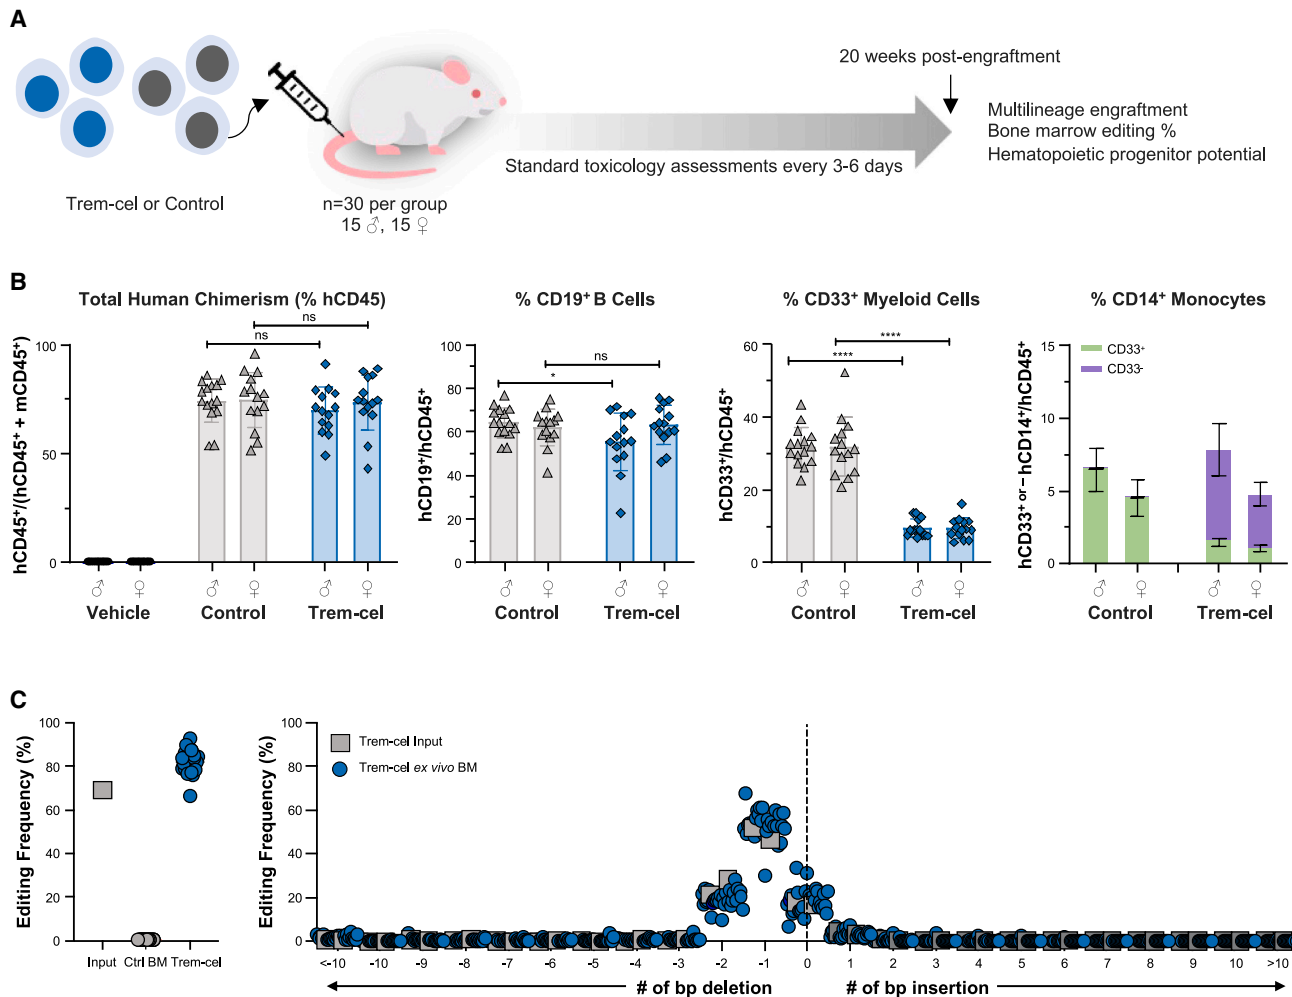 A
Trem-cel or Control
n=30 per group
15 ♂, 15 ♀
Standard toxicology assessments every 3-6 days
20 weeks post-engraftment
Multilineage engraftment
Bone marrow editing %
Hematopoietic progenitor potential
B
Total Human Chimerism (% hCD45)
hCD45⁺/(hCD45⁺ + mCD45⁺)
100
50
0
ns
ns
♂ ♀ ♂ ♀ ♂ ♀
Vehicle Control Trem-cel
% CD19⁺ B Cells
hCD19⁺/hCD45⁺
100
80
60
40
20
0
*
ns
♂ ♀ ♂ ♀
Control Trem-cel
% CD33⁺ Myeloid Cells
hCD33⁺/hCD45⁺
60
40
20
0
****
****
♂ ♀ ♂ ♀
Control Trem-cel
% CD14⁺ Monocytes
hCD33⁺ ᵒʳ ⁻ hCD14⁺/hCD45⁺
15
10
5
0
CD33⁺
CD33⁻
♂ ♀ ♂ ♀
Control Trem-cel
C
Editing Frequency (%)
100
80
60
40
20
0
Input Ctrl BM Trem-cel
Editing Frequency (%)
100
80
60
40
20
0
Trem-cel Input
Trem-cel ex vivo BM
<-10 -10 -9 -8 -7 -6 -5 -4 -3 -2 -1 0 1 2 3 4 5 6 7 8 9 10 >10
# of bp deletion # of bp insertion